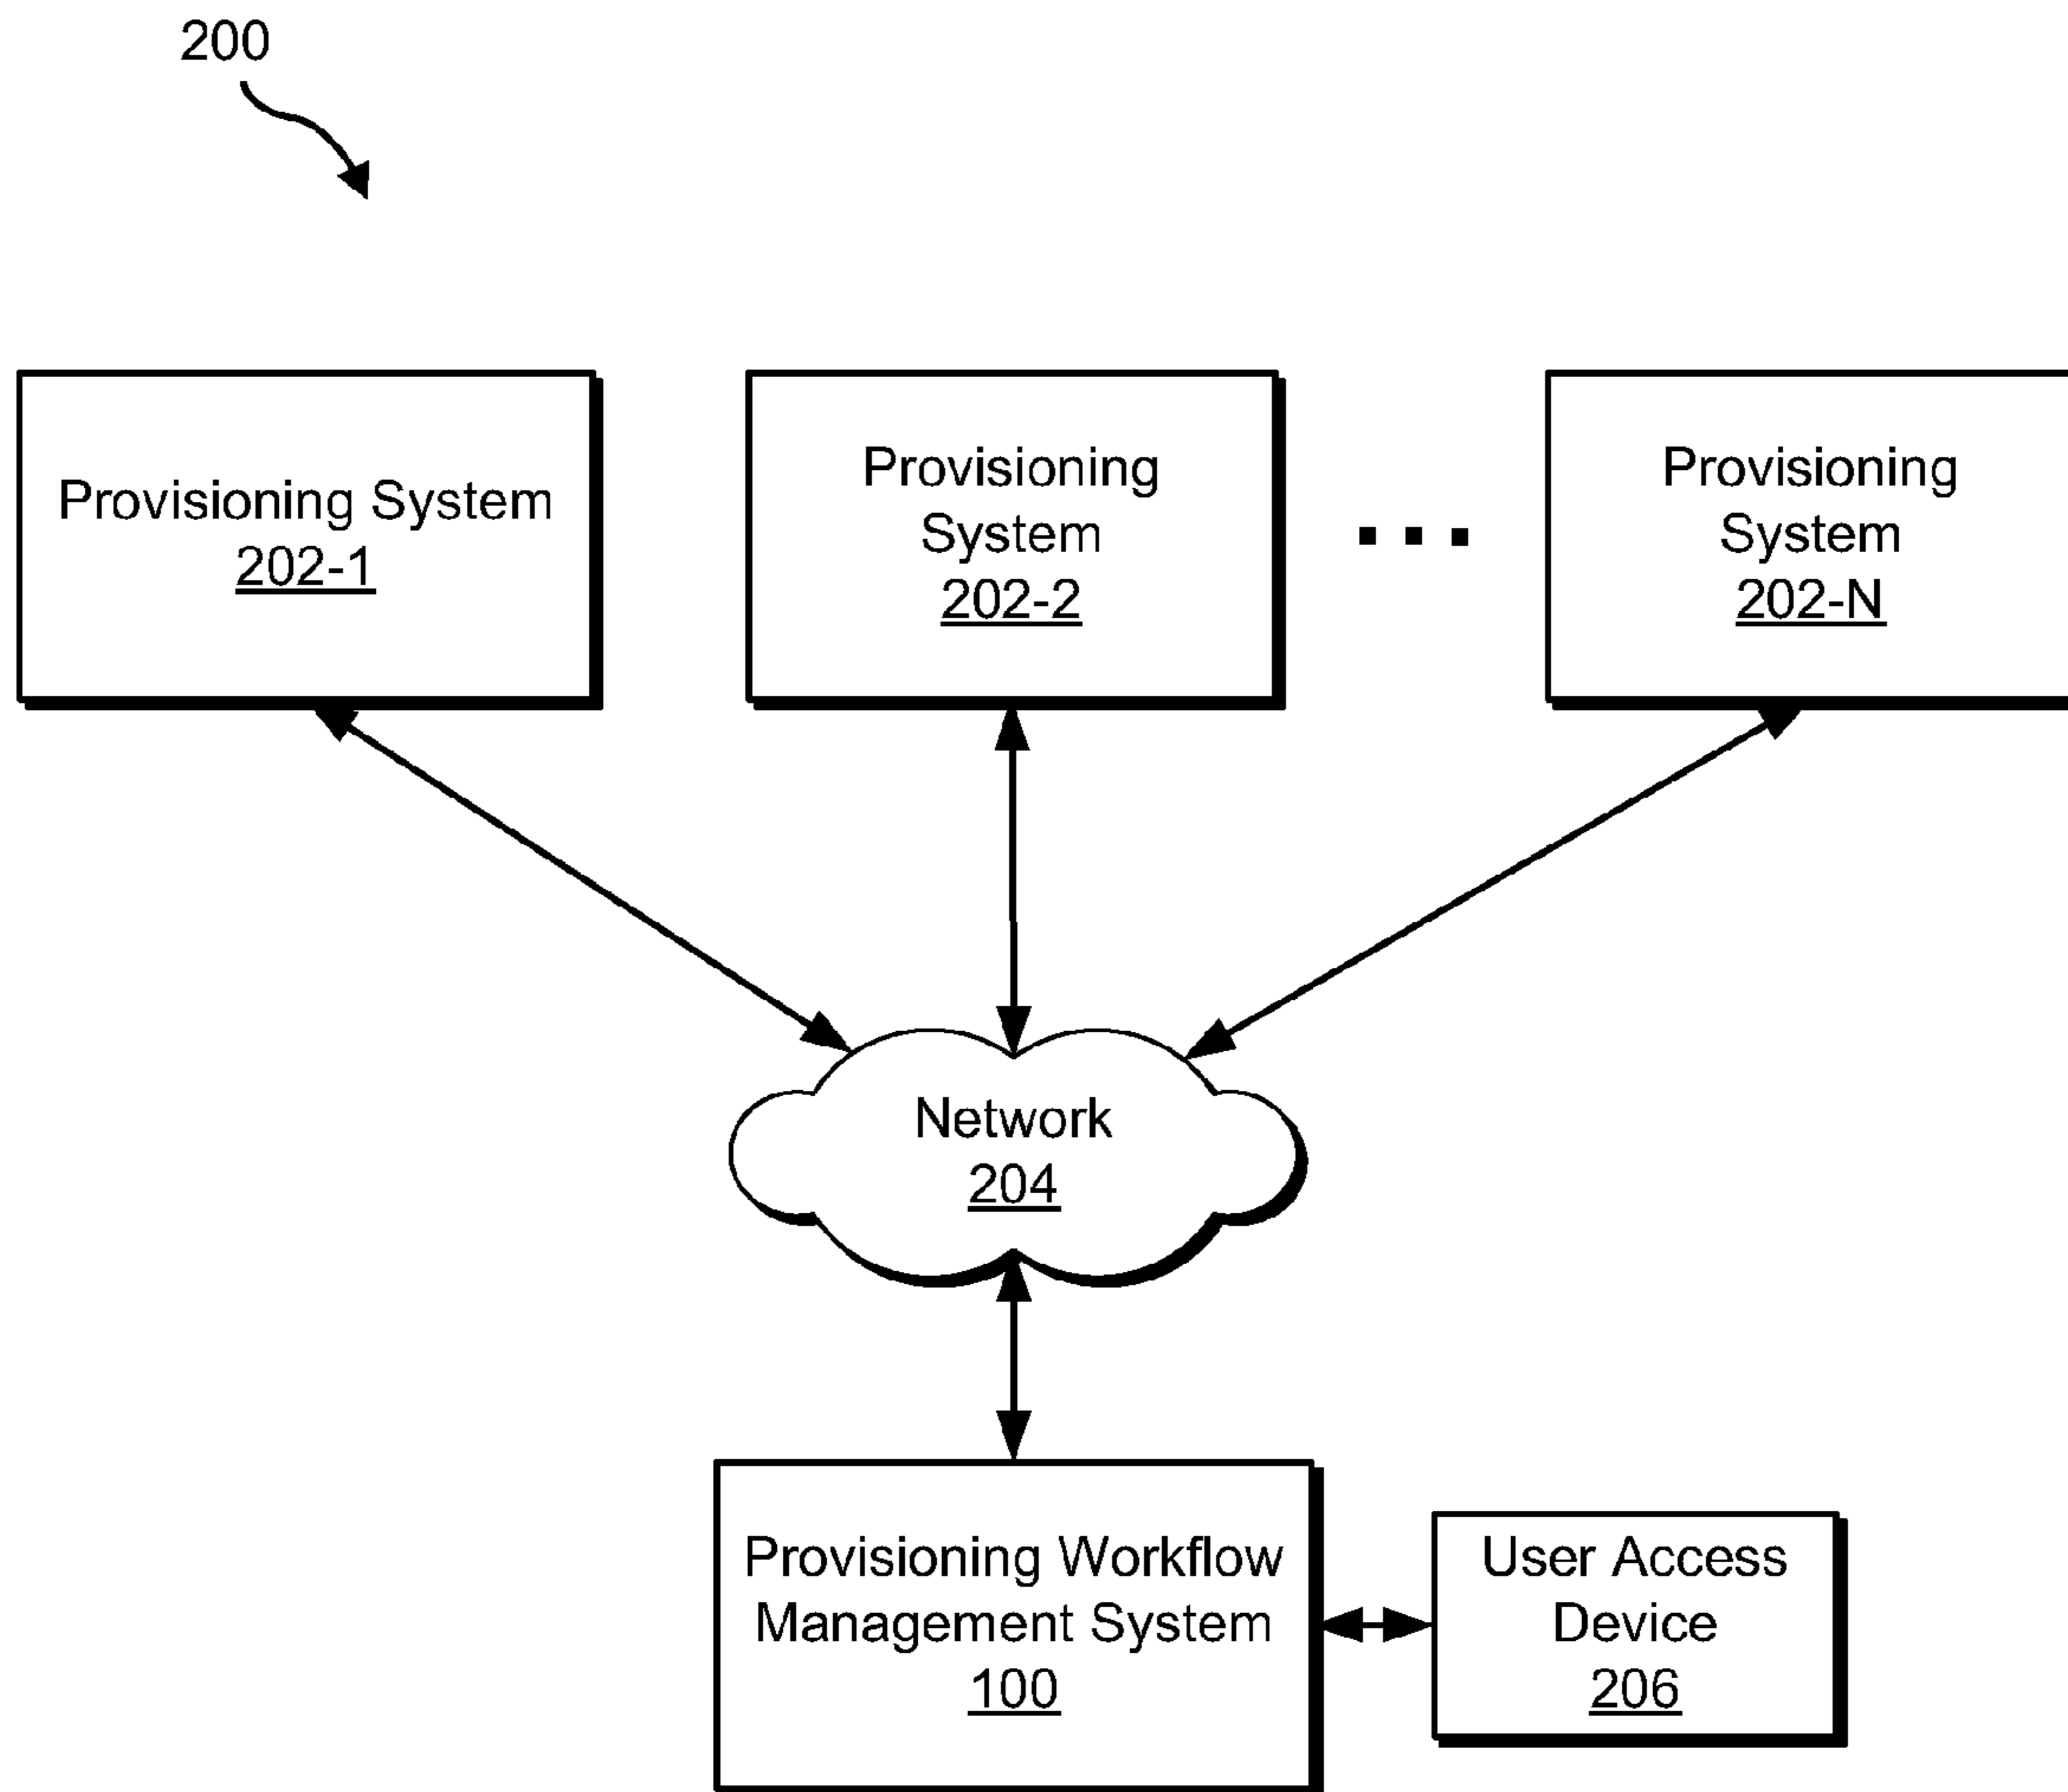 200
Provisioning System
202-1
Provisioning
System
202-2
Provisioning
System
202-N
Network
204
Provisioning Workflow
Management System
100
User Access
Device
206